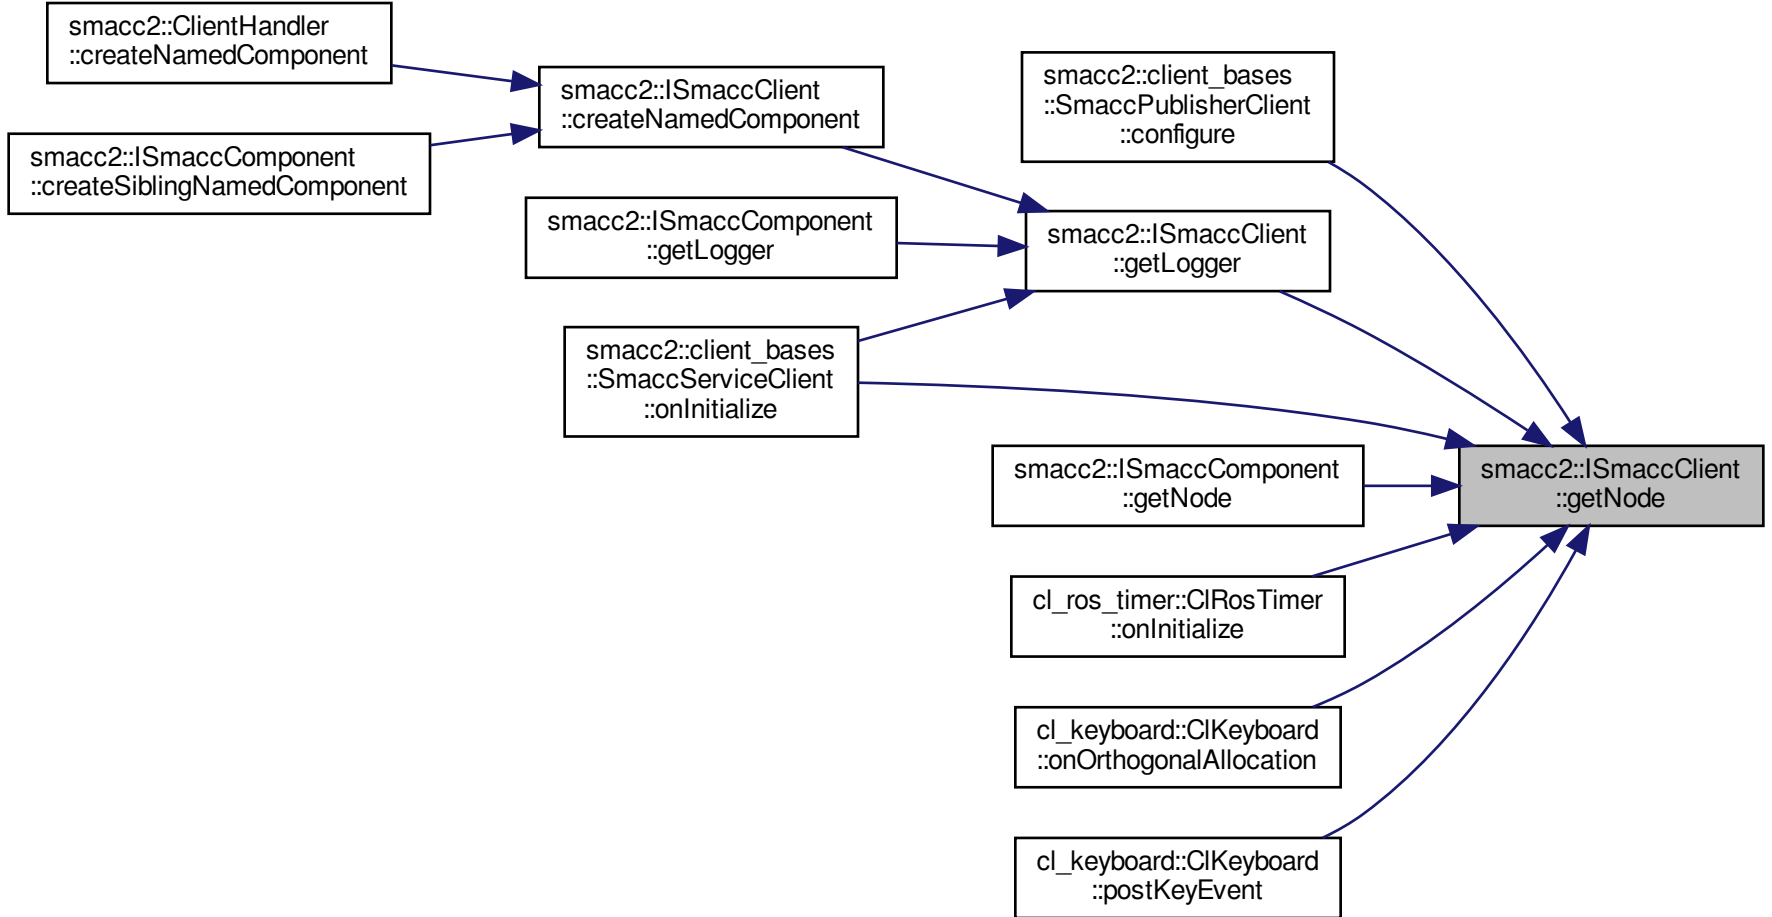 smacc2::ClientHandler
::createNamedComponent
smacc2::ISmaccComponent
::createSiblingNamedComponent
smacc2::ISmaccClient
::createNamedComponent
smacc2::ISmaccComponent
::getLogger
smacc2::client_bases
::SmaccServiceClient
::onInitialize
smacc2::client_bases
::SmaccPublisherClient
::configure
smacc2::ISmaccClient
::getLogger
smacc2::ISmaccComponent
::getNode
cl_ros_timer::ClRosTimer
::onInitialize
cl_keyboard::ClKeyboard
::onOrthogonalAllocation
cl_keyboard::ClKeyboard
::postKeyEvent
smacc2::ISmaccClient
::getNode